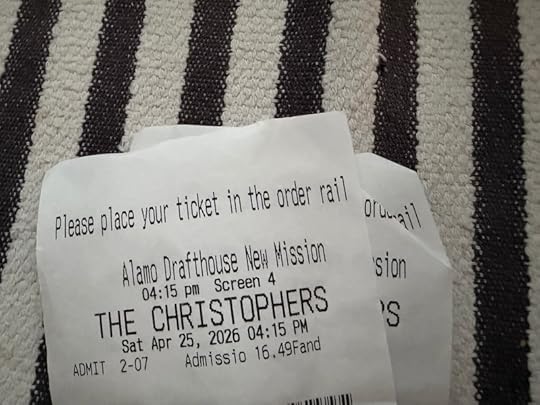 Please place your ticket in the order rail
Alamo Drafthouse New Mission
04:15 pm Screen 4
THE CHRISTOPHERS
Sat Apr 25, 2026 04:15 PM
ADMIT 2-07 Admissio 16.49Fand
sion